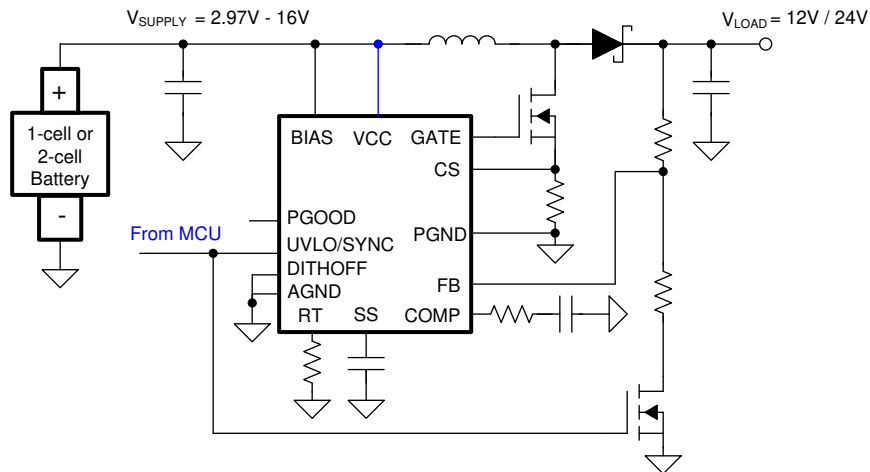 VSUPPLY = 2.97V - 16V
VLOAD = 12V / 24V
+
1-cell or
2-cell
Battery
-
BIAS
VCC
GATE
CS
PGOOD
From MCU
UVLO/SYNC
PGND
DITHOFF
AGND
FB
RT
SS
COMP